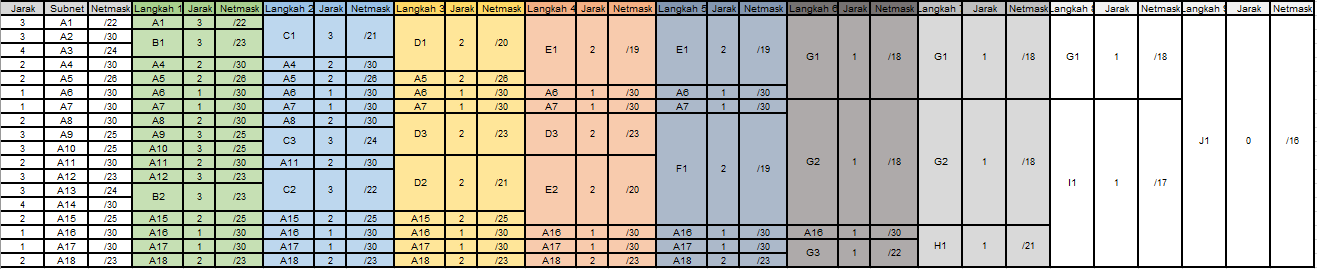 Jarak Subnet Netmask Langkah 1 Jarak Netmask Langkah 2 Jarak Netmask Langkah 3 Jarak Netmask Langkah 4 Jarak Netmask Langkah 5 Jarak Netmask Langkah 6 Jarak Netmask Langkah Jarak Netmask Langkah Jarak Netmask Langkah Jarak Netmask
3 A1 /22 A1 3 /22
3 A2 /30 C1 3 /21
B1 3 /23 D1 2 /20
4 A3 /24 E1 2 /19 E1 2 /19
G1 1 /18 G1 1 /18 G1 1 /18
2 A4 /30 A4 2 /30 A4 2 /30
2 A5 /26 A5 2 /26 A5 2 /26 A5 2 /26
1 A6 /30 A6 1 /30 A6 1 /30 A6 1 /30 A6 1 /30 A6 1 /30
1 A7 /30 A7 1 /30 A7 1 /30 A7 1 /30 A7 1 /30 A7 1 /30
2 A8 /30 A8 2 /30 A8 2 /30
3 A9 /25 A9 3 /25 D3 2 /23 D3 2 /23
C3 3 /24 J1 0 /16
3 A10 /25 A10 3 /25
2 A11 /30 A11 2 /30 A11 2 /30 G2 1 /18 G2 1 /18
F1 2 /19
3 A12 /23 A12 3 /23
D2 2 /21 I1 1 /17
3 A13 /24 C2 3 /22 E2 2 /20
B2 3 /23
4 A14 /30
2 A15 /25 A15 2 /25 A15 2 /25 A15 2 /25
1 A16 /30 A16 1 /30 A16 1 /30 A16 1 /30 A16 1 /30 A16 1 /30 A16 1 /30
1 A17 /30 A17 1 /30 A17 1 /30 A17 1 /30 A17 1 /30 A17 1 /30 H1 1 /21
G3 1 /22
2 A18 /23 A18 2 /23 A18 2 /23 A18 2 /23 A18 2 /23 A18 2 /23